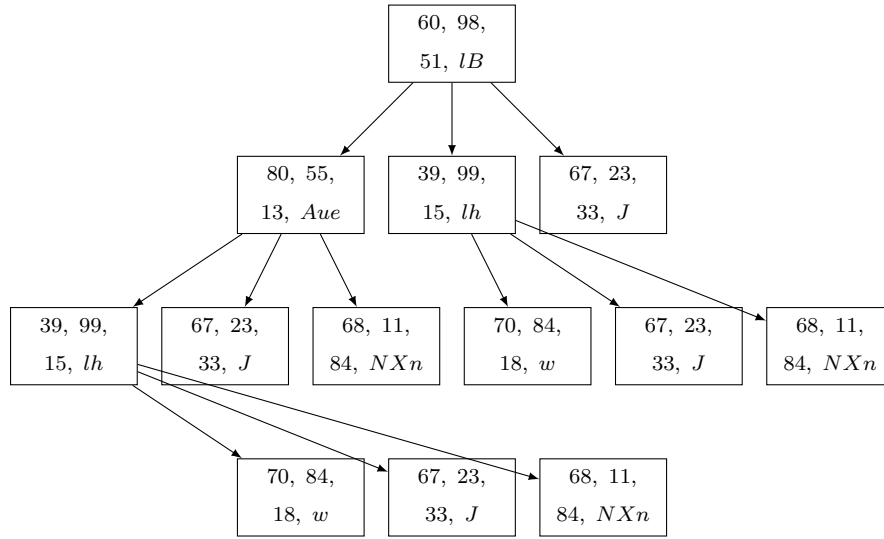 60, 98,
51, lB
80, 55,
13, Aue
39, 99,
15, lh
67, 23,
33, J
39, 99,
15, lh
67, 23,
33, J
68, 11,
84, NXn
70, 84,
18, w
67, 23,
33, J
68, 11,
84, NXn
70, 84,
18, w
67, 23,
33, J
68, 11,
84, NXn